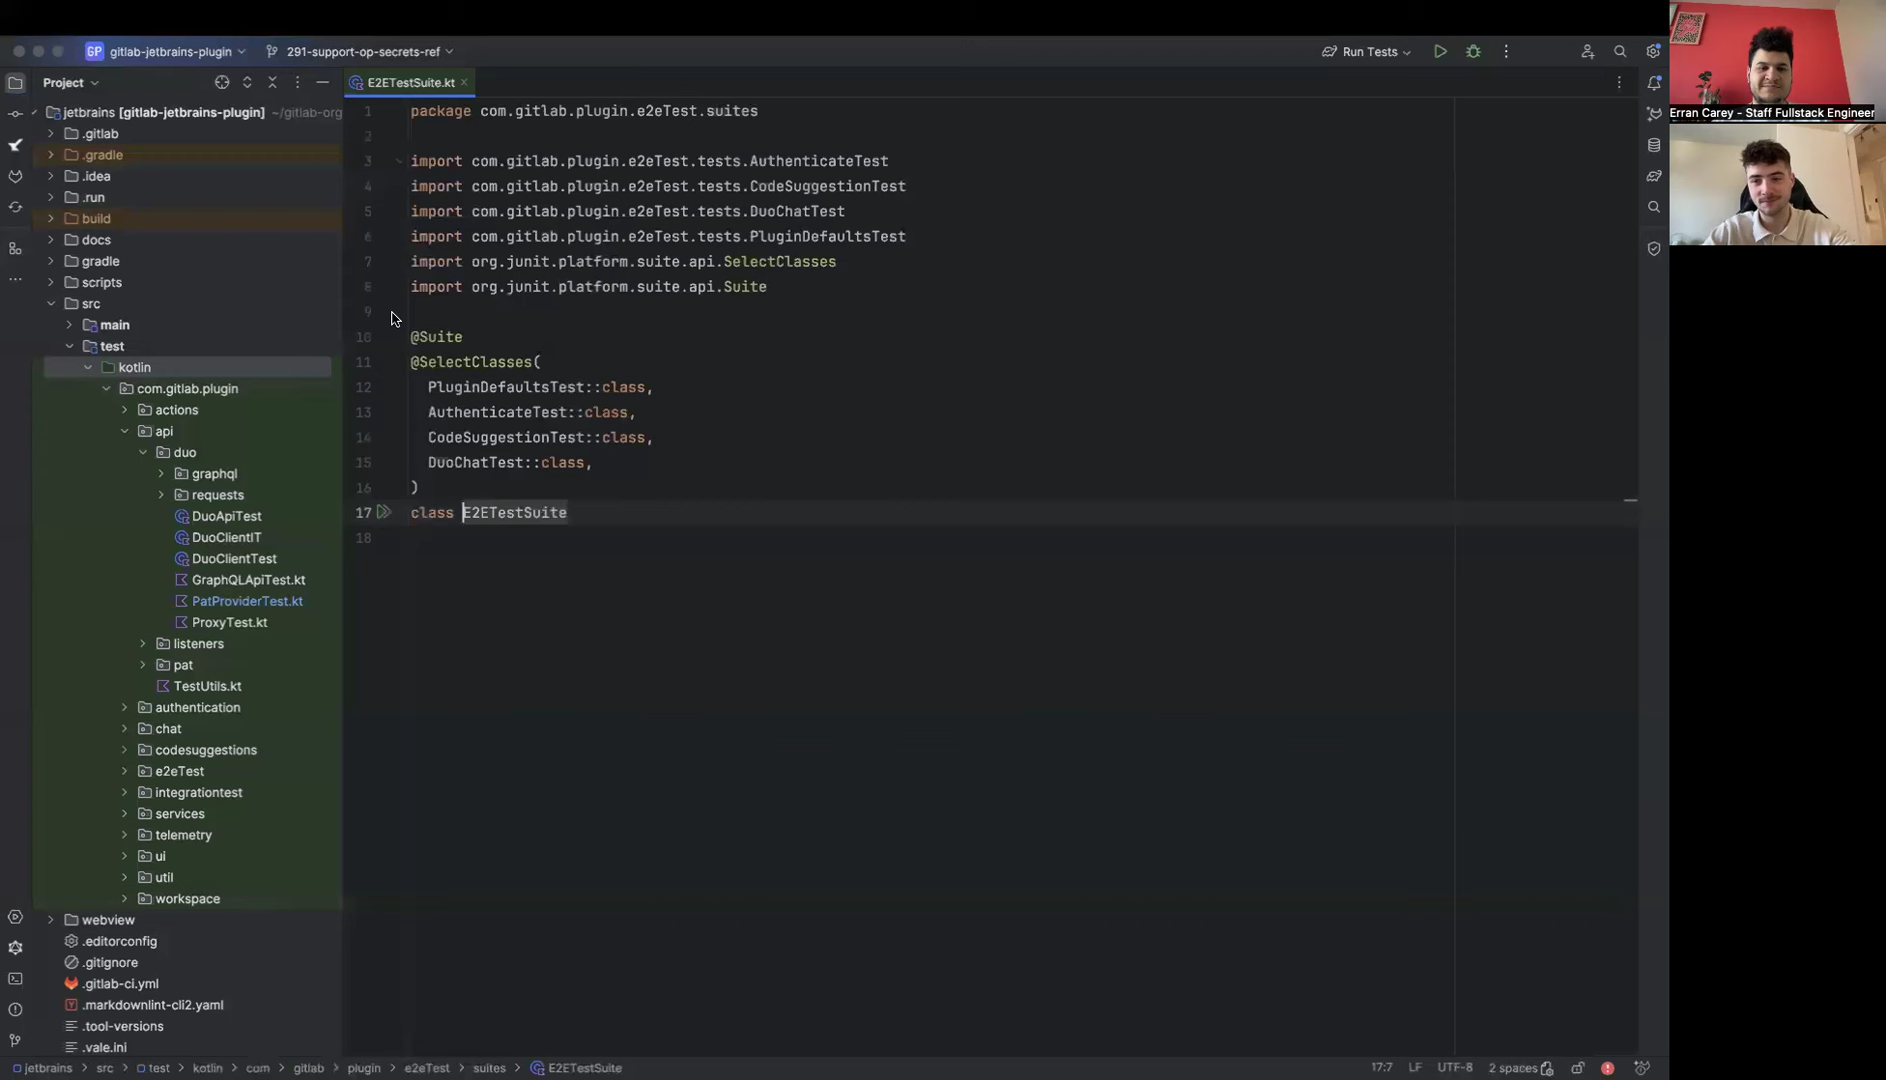 GP gitlab-jetbrains-plugin 291-support-op-secrets-ref Run Tests
Erran Carey - Staff Fullstack Engineer
Project
jetbrains [gitlab-jetbrains-plugin] ~/gitlab-org
.gitlab
.gradle
.idea
.run
build
docs
gradle
scripts
src
main
test
kotlin
com.gitlab.plugin
actions
api
duo
graphql
requests
DuoApiTest
DuoClientIT
DuoClientTest
GraphQLApiTest.kt
PatProviderTest.kt
ProxyTest.kt
listeners
pat
TestUtils.kt
authentication
chat
codesuggestions
e2eTest
integrationtest
services
telemetry
ui
util
workspace
webview
.editorconfig
.gitignore
.gitlab-ci.yml
.markdownlint-cli2.yaml
.tool-versions
.vale.ini
E2ETestSuite.kt
1 package com.gitlab.plugin.e2eTest.suites
2
3 import com.gitlab.plugin.e2eTest.tests.AuthenticateTest
4 import com.gitlab.plugin.e2eTest.tests.CodeSuggestionTest
5 import com.gitlab.plugin.e2eTest.tests.DuoChatTest
6 import com.gitlab.plugin.e2eTest.tests.PluginDefaultsTest
7 import org.junit.platform.suite.api.SelectClasses
8 import org.junit.platform.suite.api.Suite
9
10 @Suite
11 @SelectClasses(
12 PluginDefaultsTest::class,
13 AuthenticateTest::class,
14 CodeSuggestionTest::class,
15 DuoChatTest::class,
16 )
17 class E2ETestSuite
18
jetbrains > src > test > kotlin > com > gitlab > plugin > e2eTest > suites > E2ETestSuite 17:7 LF UTF-8 2 spaces